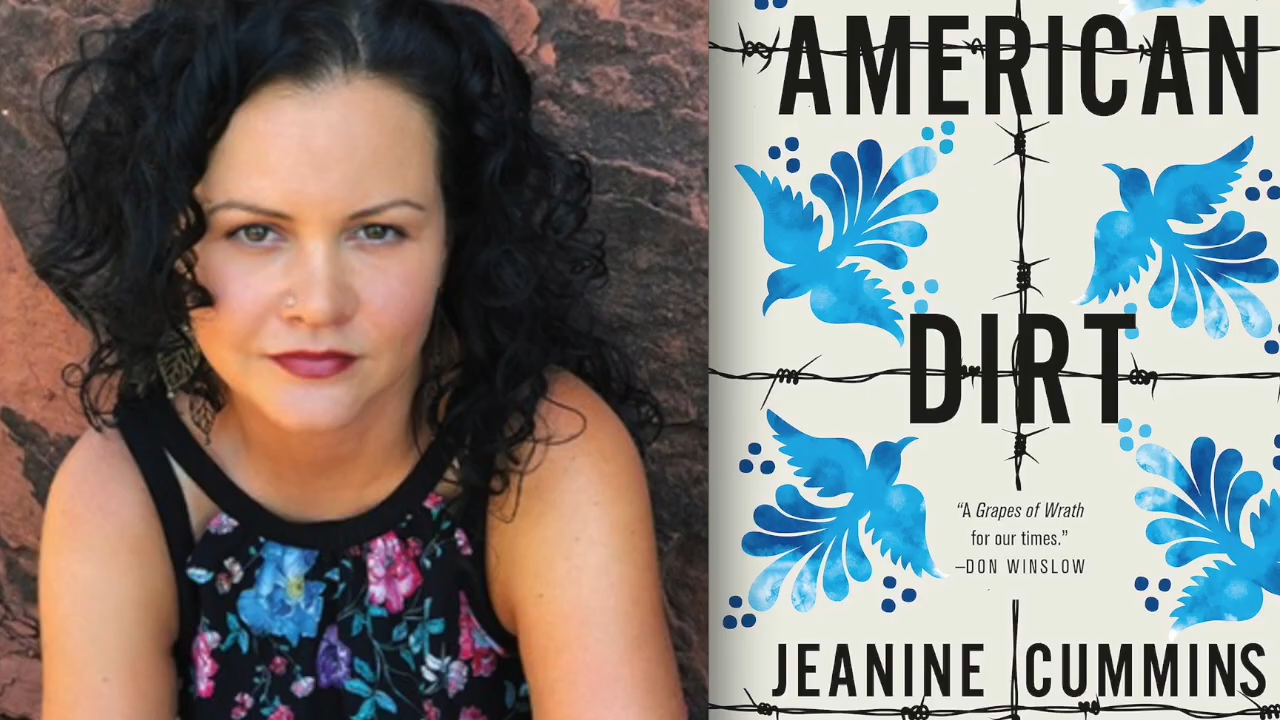 AMERICAN
DIRT
“A Grapes of Wrath
for our times.”
—DON WINSLOW
JEANINE CUMMINS